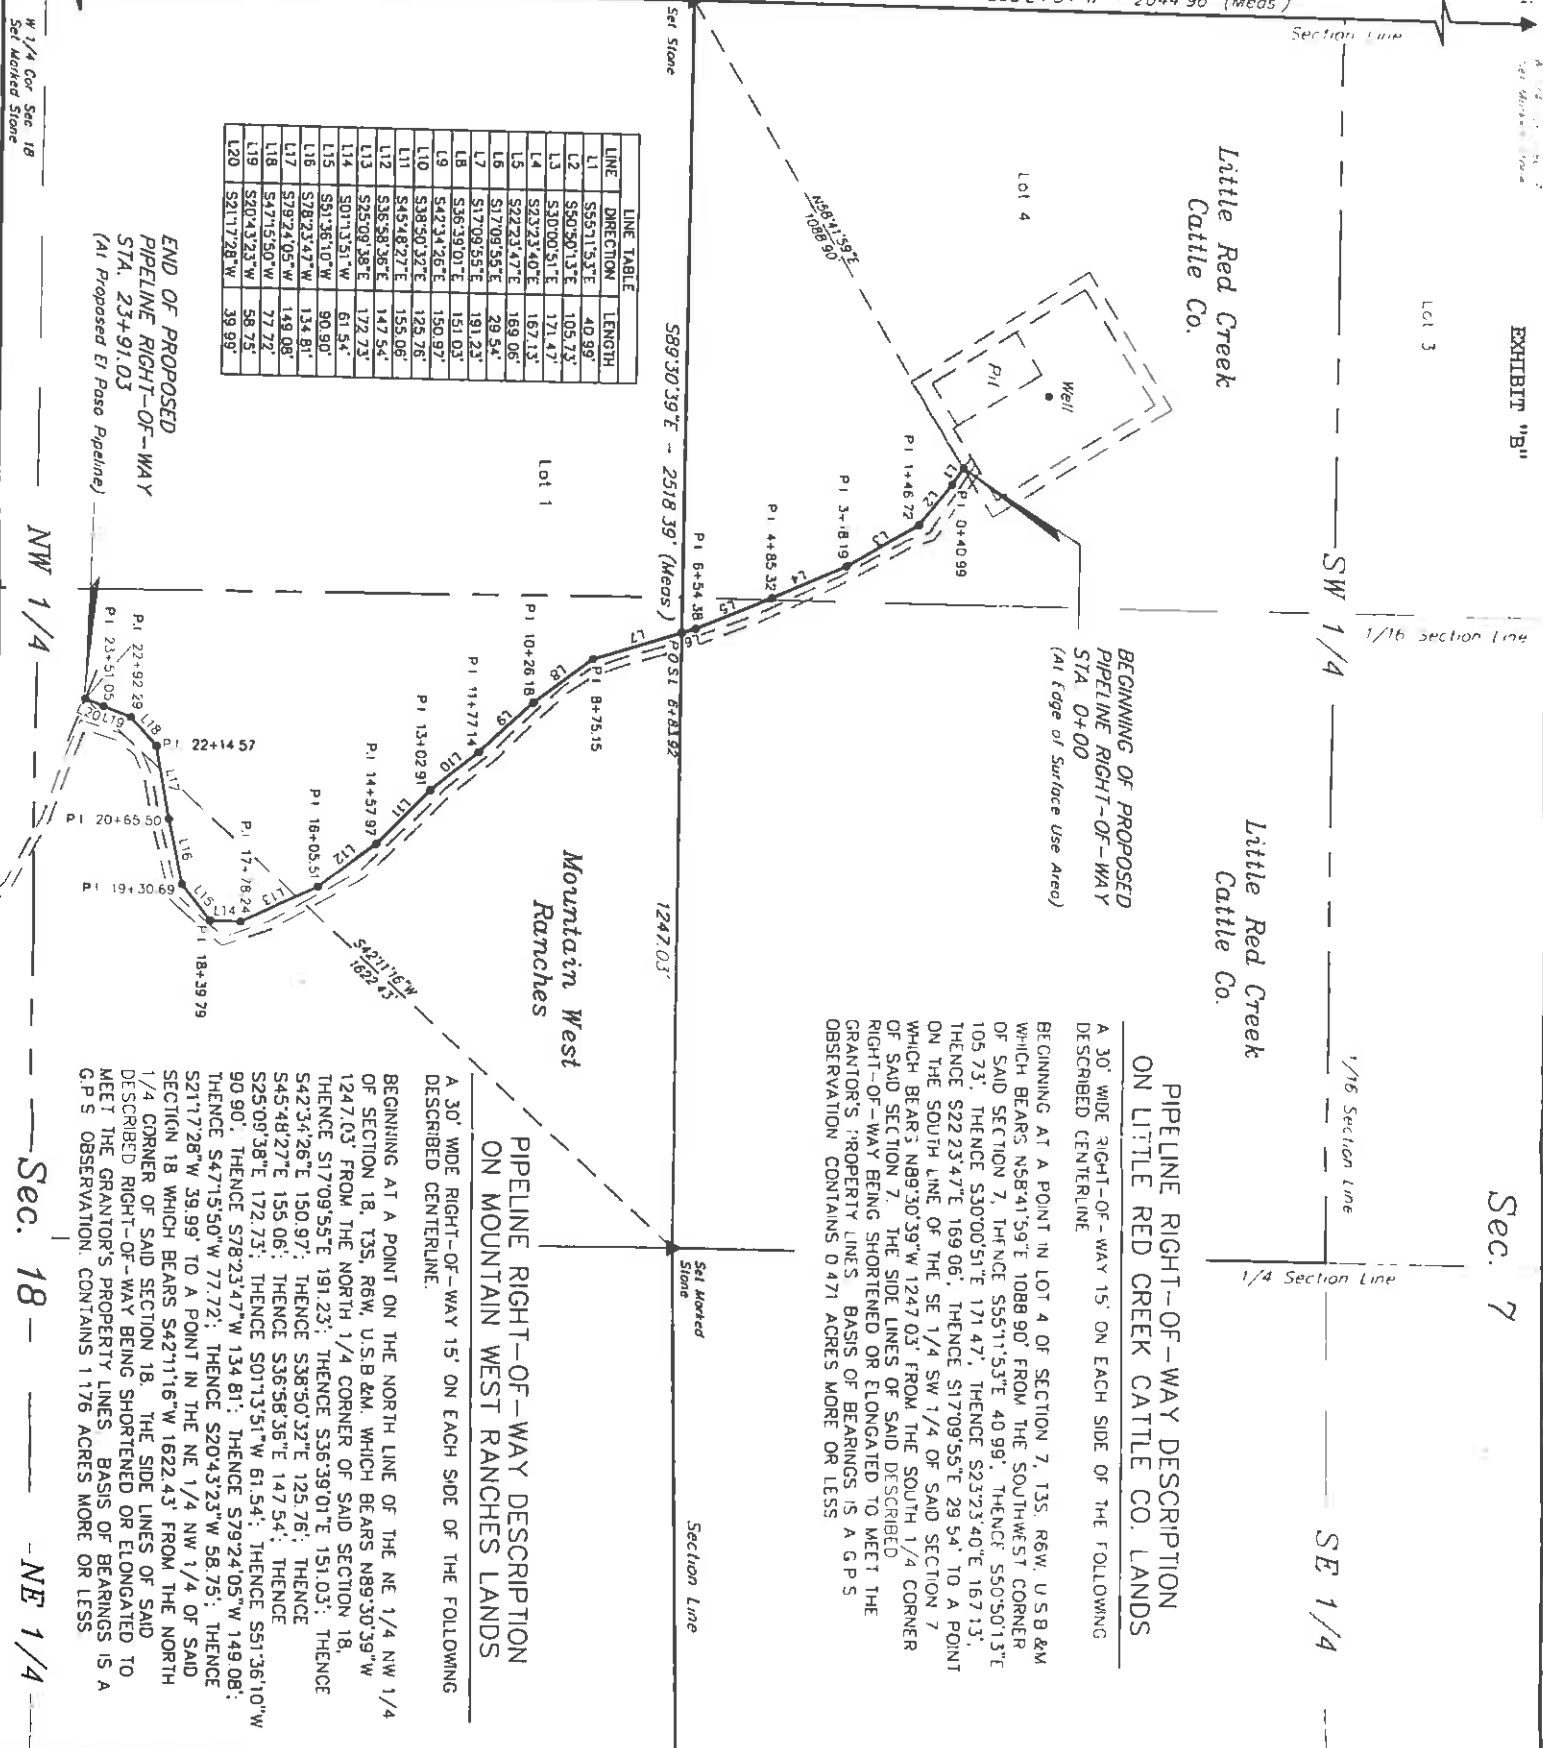 EXHIBIT "B"
Sec. 7
Section Line
Lot 3
SW 1/4
SE 1/4
1/16 Section Line
1/16 Section Line
1/4 Section Line
Little Red Creek
Cattle Co.
Little Red Creek
Cattle Co.
Lot 4
Well
Pit
N58°41'59"E
1088 90'
BEGINNING OF PROPOSED
PIPELINE RIGHT-OF-WAY
STA. 0+00
(At Edge of Surface Use Area)
L1
P.I. 0+40 99
L2
P.I. 1+46 72
L3
P.I. 3+18 19
L4
P.I. 4+85 32
L5
P.I. 6+54 38
L6
PIPELINE RIGHT-OF-WAY DESCRIPTION
ON LITTLE RED CREEK CATTLE CO. LANDS
A 30' WIDE RIGHT-OF-WAY 15' ON EACH SIDE OF THE FOLLOWING
DESCRIBED CENTERLINE
BEGINNING AT A POINT IN LOT 4 OF SECTION 7, T3S, R6W, U S B &M
WHICH BEARS N58°41'59"E 1088 90' FROM THE SOUTHWEST CORNER
OF SAID SECTION 7, THENCE S55°11'53"E 40 99', THENCE S50°50'13"E
105 73', THENCE S30°00'51"E 171 47', THENCE S23°23'40"E 167 13',
THENCE S22 23'47"E 169 06', THENCE S17°09'55"E 29 54' TO A POINT
ON THE SOUTH LINE OF THE SE 1/4 SW 1/4 OF SAID SECTION 7
WHICH BEARS N89°30'39"W 1247 03' FROM THE SOUTH 1/4 CORNER
OF SAID SECTION 7. THE SIDE LINES OF SAID DESCRIBED
RIGHT-OF-WAY BEING SHORTENED OR ELONGATED TO MEET THE
GRANTOR'S PROPERTY LINES. BASIS OF BEARINGS IS A G P S
OBSERVATION CONTAINS 0 471 ACRES MORE OR LESS
Set Stone
S89°30'39"E - 2518 39' (Meas )
POSL 6+83.92
1247.03'
Set Marked
Stone
Section Line
LINE TABLE
LINE DIRECTION LENGTH
L1 S55°11'53"E 40 99'
L2 S50°50'13"E 105.73'
L3 S30°00'51"E 171.47'
L4 S23°23'40"E 167.13'
L5 S22°23'47"E 169 06'
L6 S17°09'55"E 29 54'
L7 S17°09'55"E 191.23'
L8 S36°39'01"E 151 03'
L9 S42°34'26"E 150.97'
L10 S38°50'32"E 125 76'
L11 S45°48'27"E 155.06'
L12 S36°58'36"E 147 54'
L13 S25°09'38"E 172 73'
L14 S01°13'51"W 61 54'
L15 S51°36'10"W 90.90'
L16 S78°23'47"W 134 81'
L17 S79°24'05"W 149 08'
L18 S47°15'50"W 77.72'
L19 S20°43'23"W 58 75'
L20 S21°17'28"W 39 99'
Lot 1
Mountain West
Ranches
L7
P.I. 8+75.15
L8
P.I. 10+26 18
L9
P.I. 11+77.14
L10
P.I. 13+02 91
L11
P.I. 14+57 97
L12
P.I. 16+05.51
L13
P.I. 17+78.24
L14
P.I. 18+39 79
L15
P.I. 19+30.69
L16
P.I. 20+65.50
L17
P.I. 22+14 57
L18
P.I. 22+92 29
L19
P.I. 23+51 05
L20
S42°11'16"W
1622 43'
END OF PROPOSED
PIPELINE RIGHT-OF-WAY
STA. 23+91.03
(At Proposed El Paso Pipeline)
PIPELINE RIGHT-OF-WAY DESCRIPTION
ON MOUNTAIN WEST RANCHES LANDS
A 30' WIDE RIGHT-OF-WAY 15' ON EACH SIDE OF THE FOLLOWING
DESCRIBED CENTERLINE.
BEGINNING AT A POINT ON THE NORTH LINE OF THE NE 1/4 NW 1/4
OF SECTION 18, T3S, R6W, U.S.B &M. WHICH BEARS N89°30'39"W
1247.03' FROM THE NORTH 1/4 CORNER OF SAID SECTION 18,
THENCE S17°09'55"E 191.23'; THENCE S36°39'01"E 151.03'; THENCE
S42°34'26"E 150.97'; THENCE S38°50'32"E 125.76'; THENCE
S45°48'27"E 155 06'; THENCE S36°58'36"E 147 54'; THENCE
S25°09'38"E 172.73'; THENCE S01°13'51"W 61.54'; THENCE S51°36'10"W
90 90'; THENCE S78°23'47"W 134 81'; THENCE S79°24'05"W 149.08';
THENCE S47°15'50"W 77.72'; THENCE S20°43'23"W 58.75'; THENCE
S21°17'28"W 39.99' TO A POINT IN THE NE 1/4 NW 1/4 OF SAID
SECTION 18 WHICH BEARS S42°11'16"W 1622.43' FROM THE NORTH
1/4 CORNER OF SAID SECTION 18. THE SIDE LINES OF SAID
DESCRIBED RIGHT-OF-WAY BEING SHORTENED OR ELONGATED TO
MEET THE GRANTOR'S PROPERTY LINES. BASIS OF BEARINGS IS A
G.P S OBSERVATION. CONTAINS 1 176 ACRES MORE OR LESS
W 1/4 Cor Sec 18
Set Marked Stone
NW 1/4
Sec. 18
NE 1/4